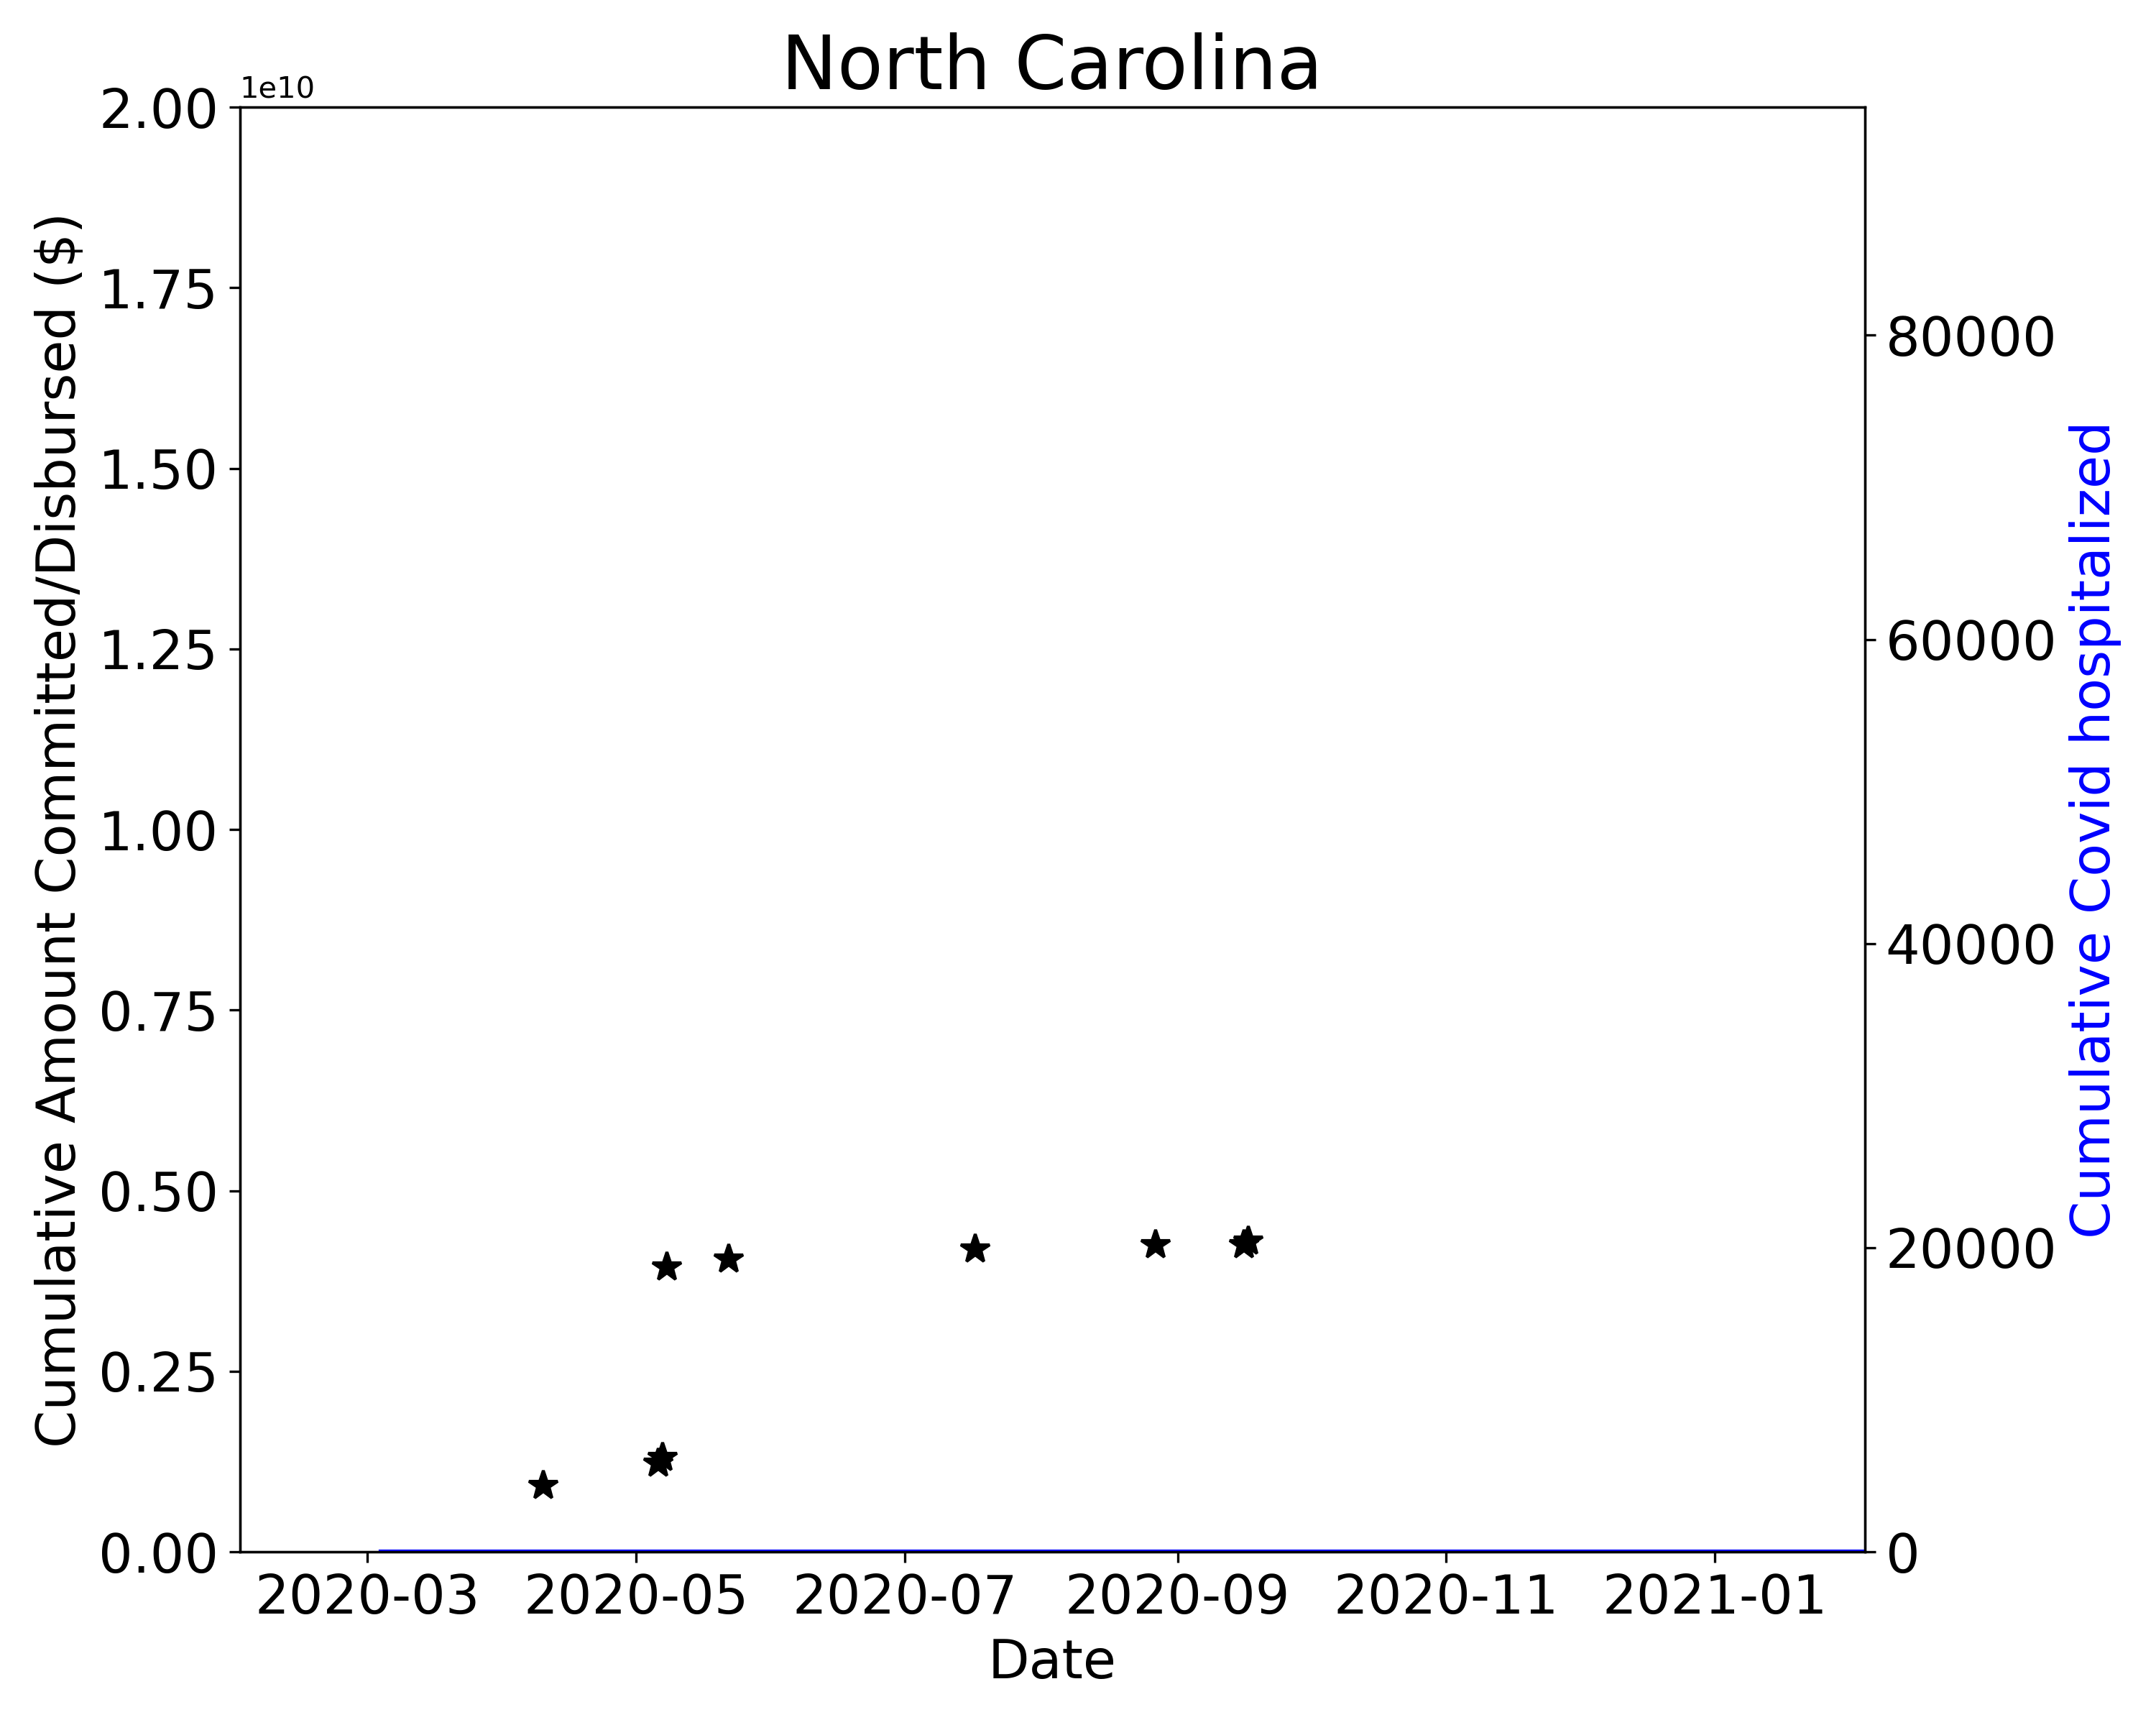 North Carolina
1e10
2.00
1.75
1.50
1.25
1.00
0.75
0.50
0.25
0.00
Cumulative Amount Committed/Disbursed ($)
80000
60000
40000
20000
0
Cumulative Covid hospitalized
2020-03 2020-05 2020-07 2020-09 2020-11 2021-01
Date